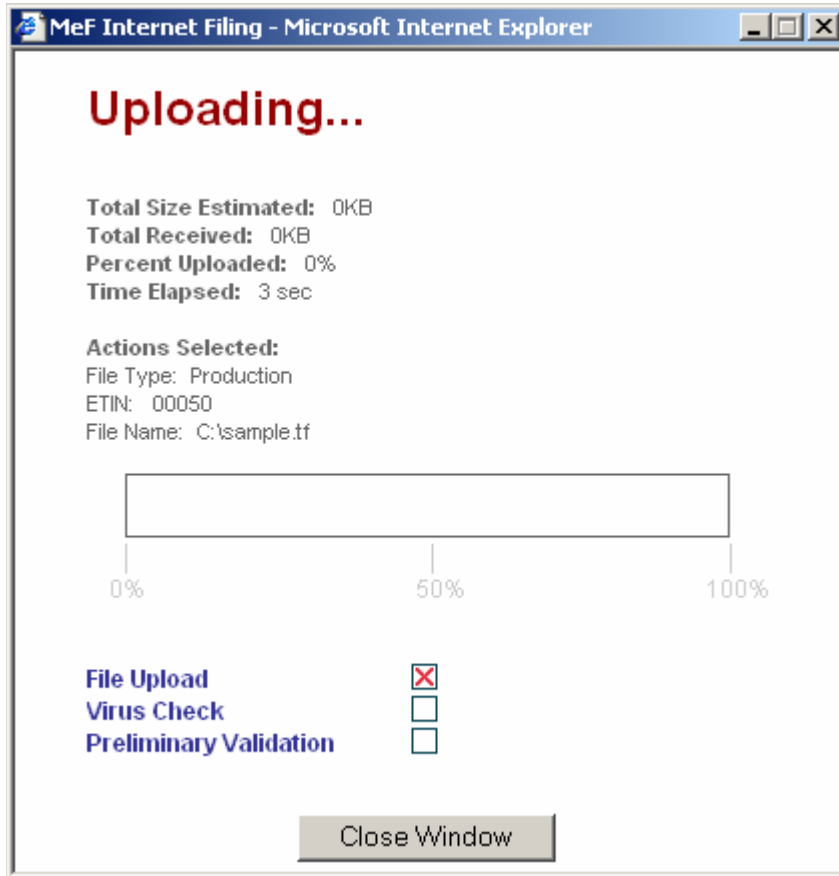 MeF Internet Filing - Microsoft Internet Explorer
Uploading...
Total Size Estimated: 0KB
Total Received: 0KB
Percent Uploaded: 0%
Time Elapsed: 3 sec
Actions Selected:
File Type: Production
ETIN: 00050
File Name: C:\sample.tf
0% 50% 100%
File Upload
Virus Check
Preliminary Validation
Close Window